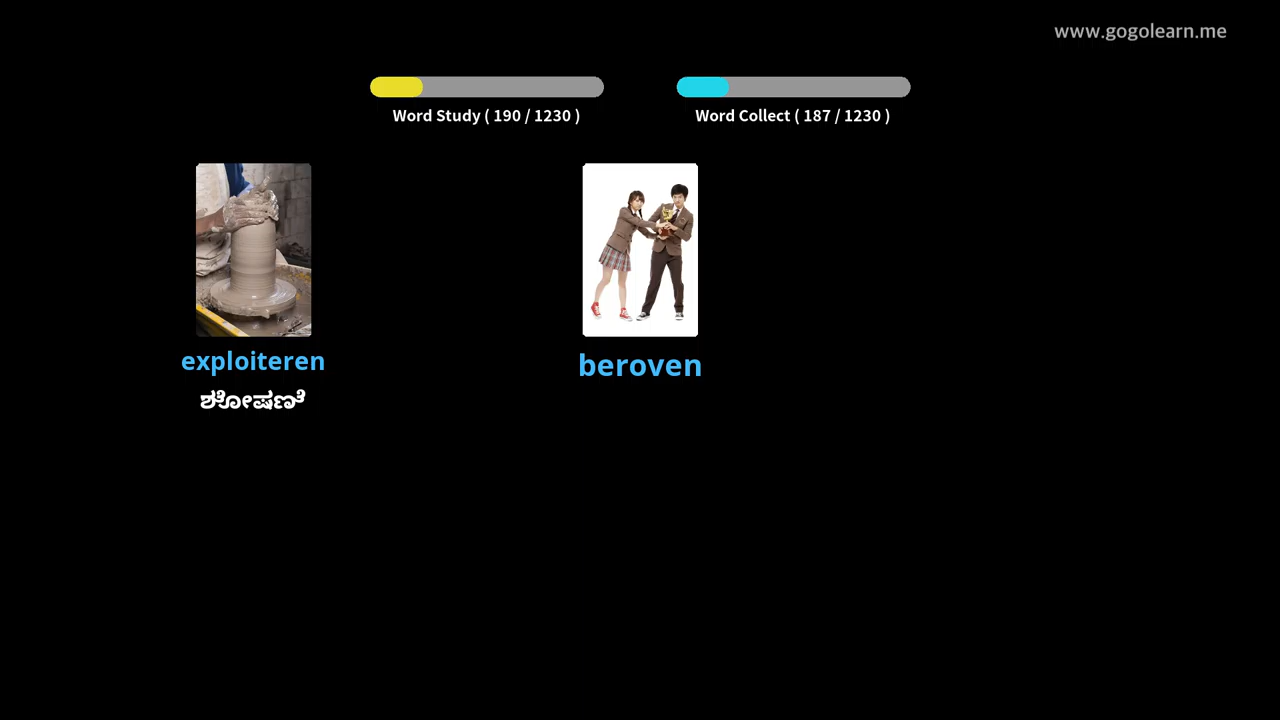 www.gogolearn.me
Word Study ( 190 / 1230 )
Word Collect ( 187 / 1230 )
exploiteren
ಶೋಷಣೆ
beroven